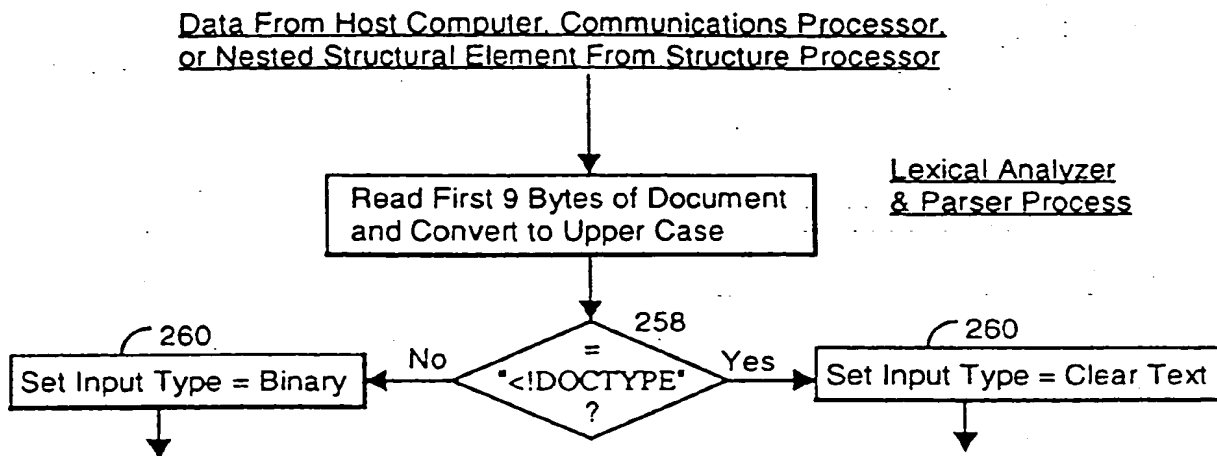 Data From Host Computer, Communications Processor,
or Nested Structural Element From Structure Processor
Lexical Analyzer
& Parser Process
Read First 9 Bytes of Document
and Convert to Upper Case
258
=
"<!DOCTYPE"
?
No
Yes
260
Set Input Type = Binary
260
Set Input Type = Clear Text